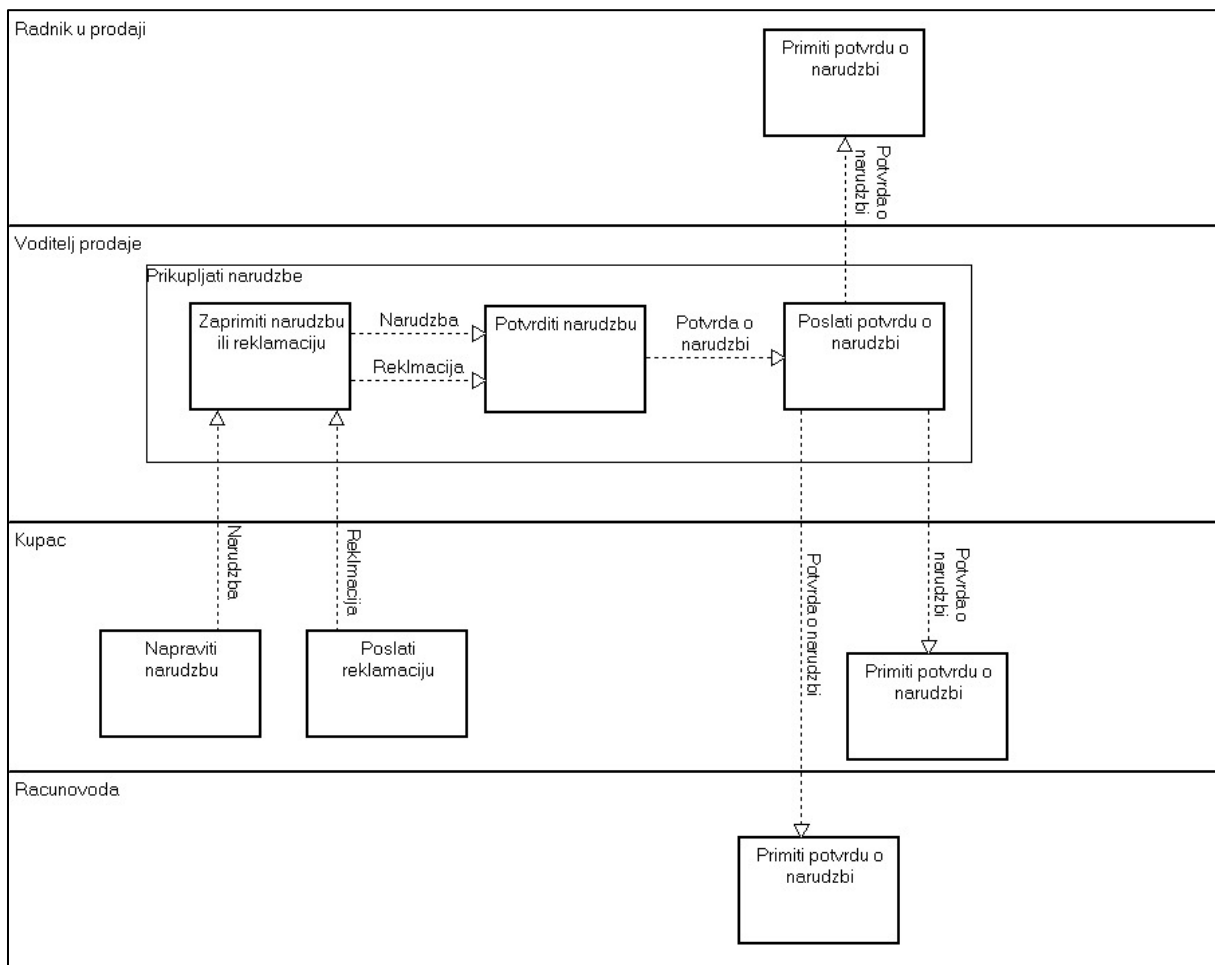 Radnik u prodaji
Primiti potvrdu o
narudzbi
Potvrda o
narudzbi
Voditelj prodaje
Prikupljati narudzbe
Zaprimiti narudzbu
ili reklamaciju
Narudzba
Reklmacija
Potvrditi narudzbu
Potvrda o
narudzbi
Poslati potvrdu o
narudzbi
Kupac
Narudzba
Reklmacija
Potvrda o narudzbi
Potvrda o
narudzbi
Napraviti
narudzbu
Poslati
reklamaciju
Primiti potvrdu o
narudzbi
Racunovoda
Primiti potvrdu o
narudzbi